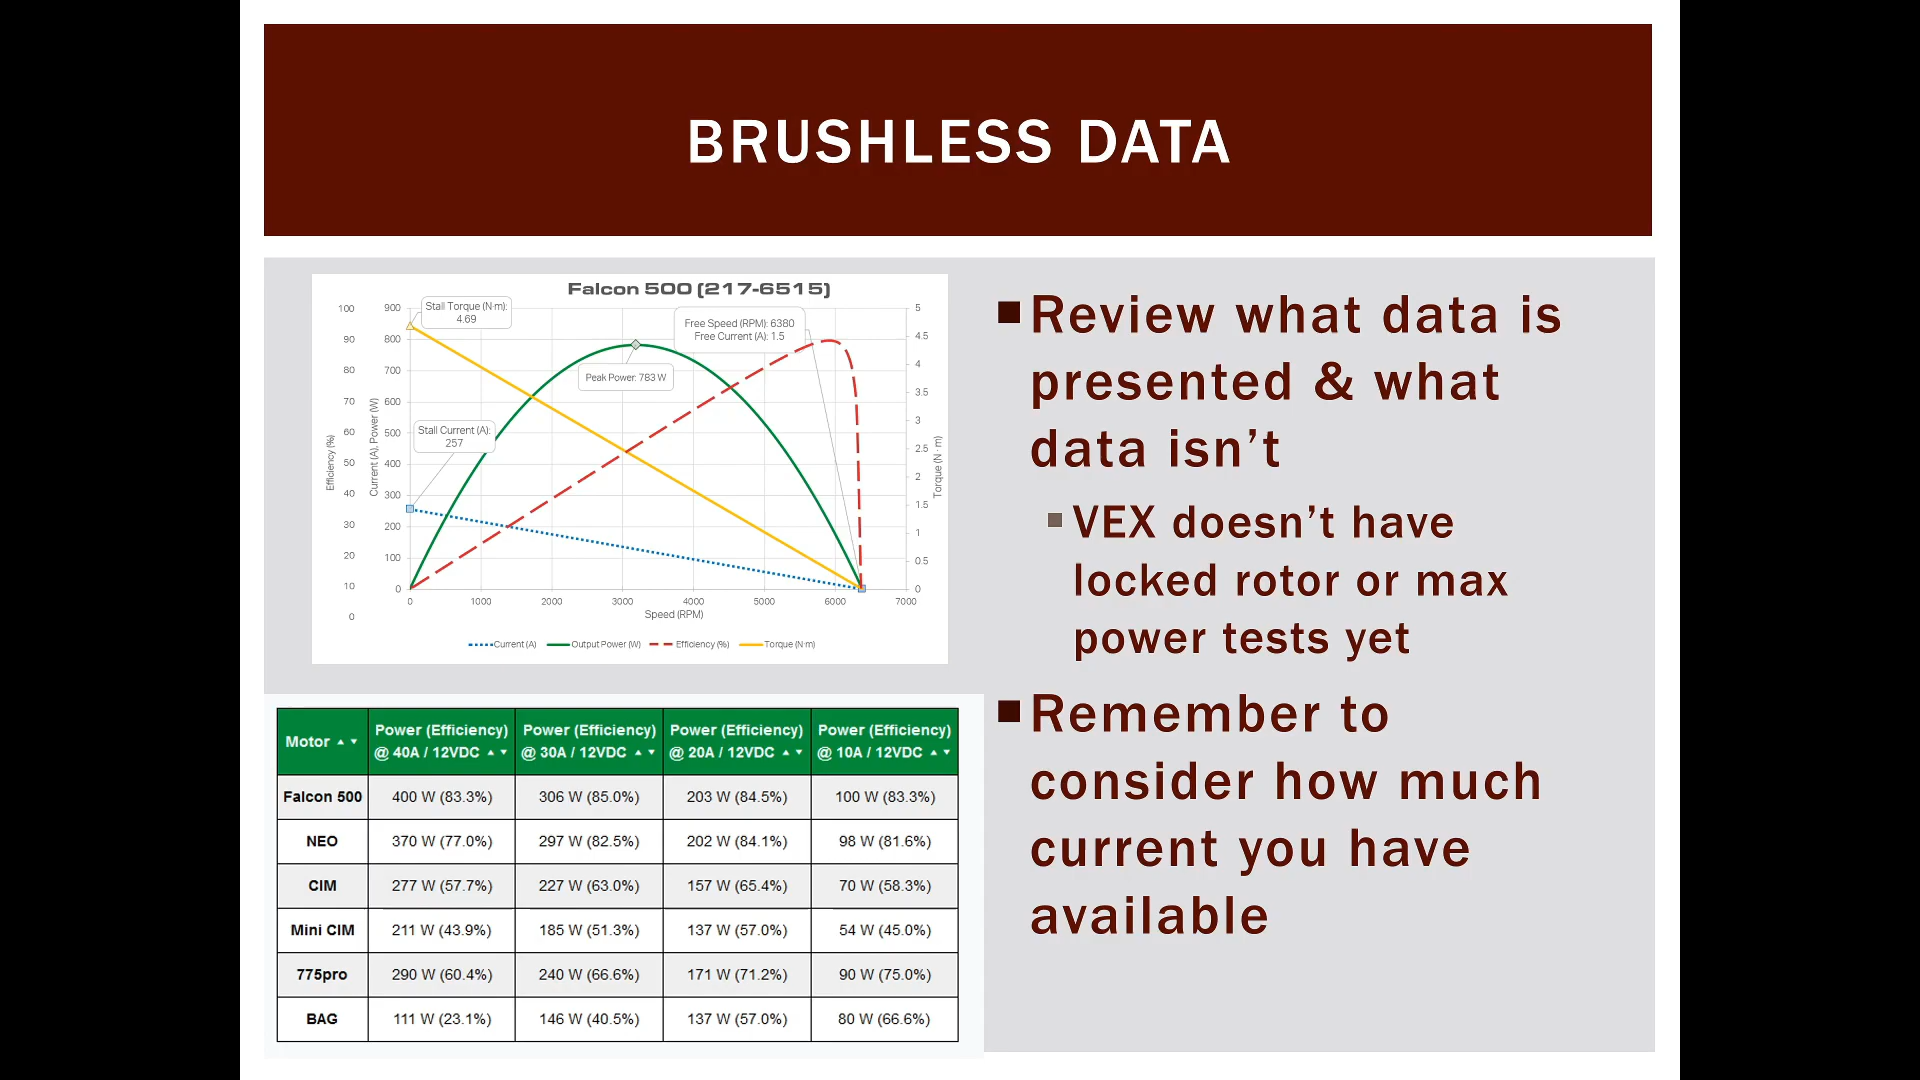 BRUSHLESS DATA
Falcon 500 (217-6515)
Stall Torque (N·m):
4.69
Free Speed (RPM): 6380
Free Current (A): 1.5
Peak Power: 783 W
Stall Current (A):
257
Efficiency (%)
100
90
80
70
60
50
40
30
20
10
0
Current (A), Power (W)
900
800
700
600
500
400
300
200
100
0
5
4.5
4
3.5
3
2.5
2
1.5
1
0.5
0
Torque (N·m)
0 1000 2000 3000 4000 5000 6000 7000
Speed (RPM)
Current (A) Output Power (W) Efficiency (%) Torque (N·m)
Motor Power (Efficiency) @ 40A / 12VDC Power (Efficiency) @ 30A / 12VDC Power (Efficiency) @ 20A / 12VDC Power (Efficiency) @ 10A / 12VDC
Falcon 500 400 W (83.3%) 306 W (85.0%) 203 W (84.5%) 100 W (83.3%)
NEO 370 W (77.0%) 297 W (82.5%) 202 W (84.1%) 98 W (81.6%)
CIM 277 W (57.7%) 227 W (63.0%) 157 W (65.4%) 70 W (58.3%)
Mini CIM 211 W (43.9%) 185 W (51.3%) 137 W (57.0%) 54 W (45.0%)
775pro 290 W (60.4%) 240 W (66.6%) 171 W (71.2%) 90 W (75.0%)
BAG 111 W (23.1%) 146 W (40.5%) 137 W (57.0%) 80 W (66.6%)
Review what data is
presented & what
data isn’t
VEX doesn’t have
locked rotor or max
power tests yet
Remember to
consider how much
current you have
available